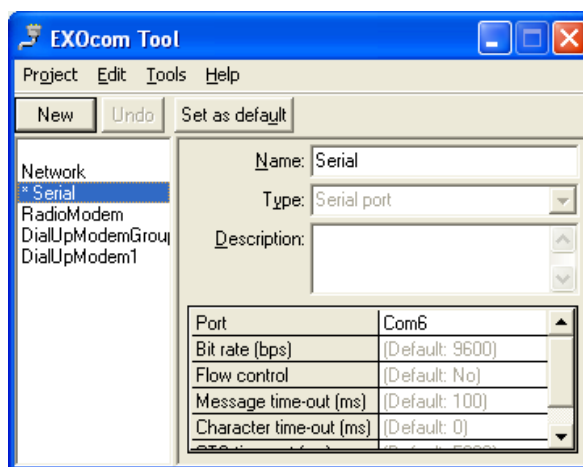 EXOcom Tool
Project Edit Tools Help
New Undo Set as default
Network
* Serial
RadioModem
DialUpModemGrou
DialUpModem1
Name: Serial
Type: Serial port
Description:
Port Com6
Bit rate (bps) (Default: 9600)
Flow control (Default: No)
Message time-out (ms) (Default: 100)
Character time-out (ms) (Default: 0)